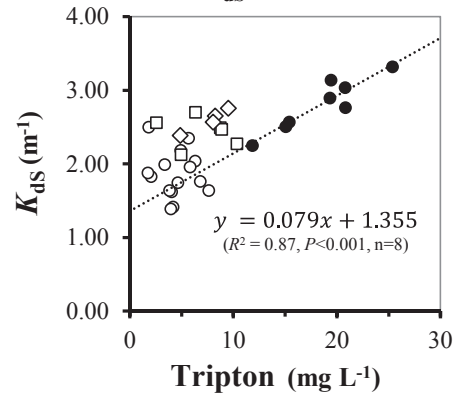 ds
4.00
3.00
2.00
1.00
0.00
K_dS (m⁻¹)
y = 0.079x + 1.355
(R² = 0.87, P<0.001, n=8)
0 10 20 30
Tripton (mg L⁻¹)